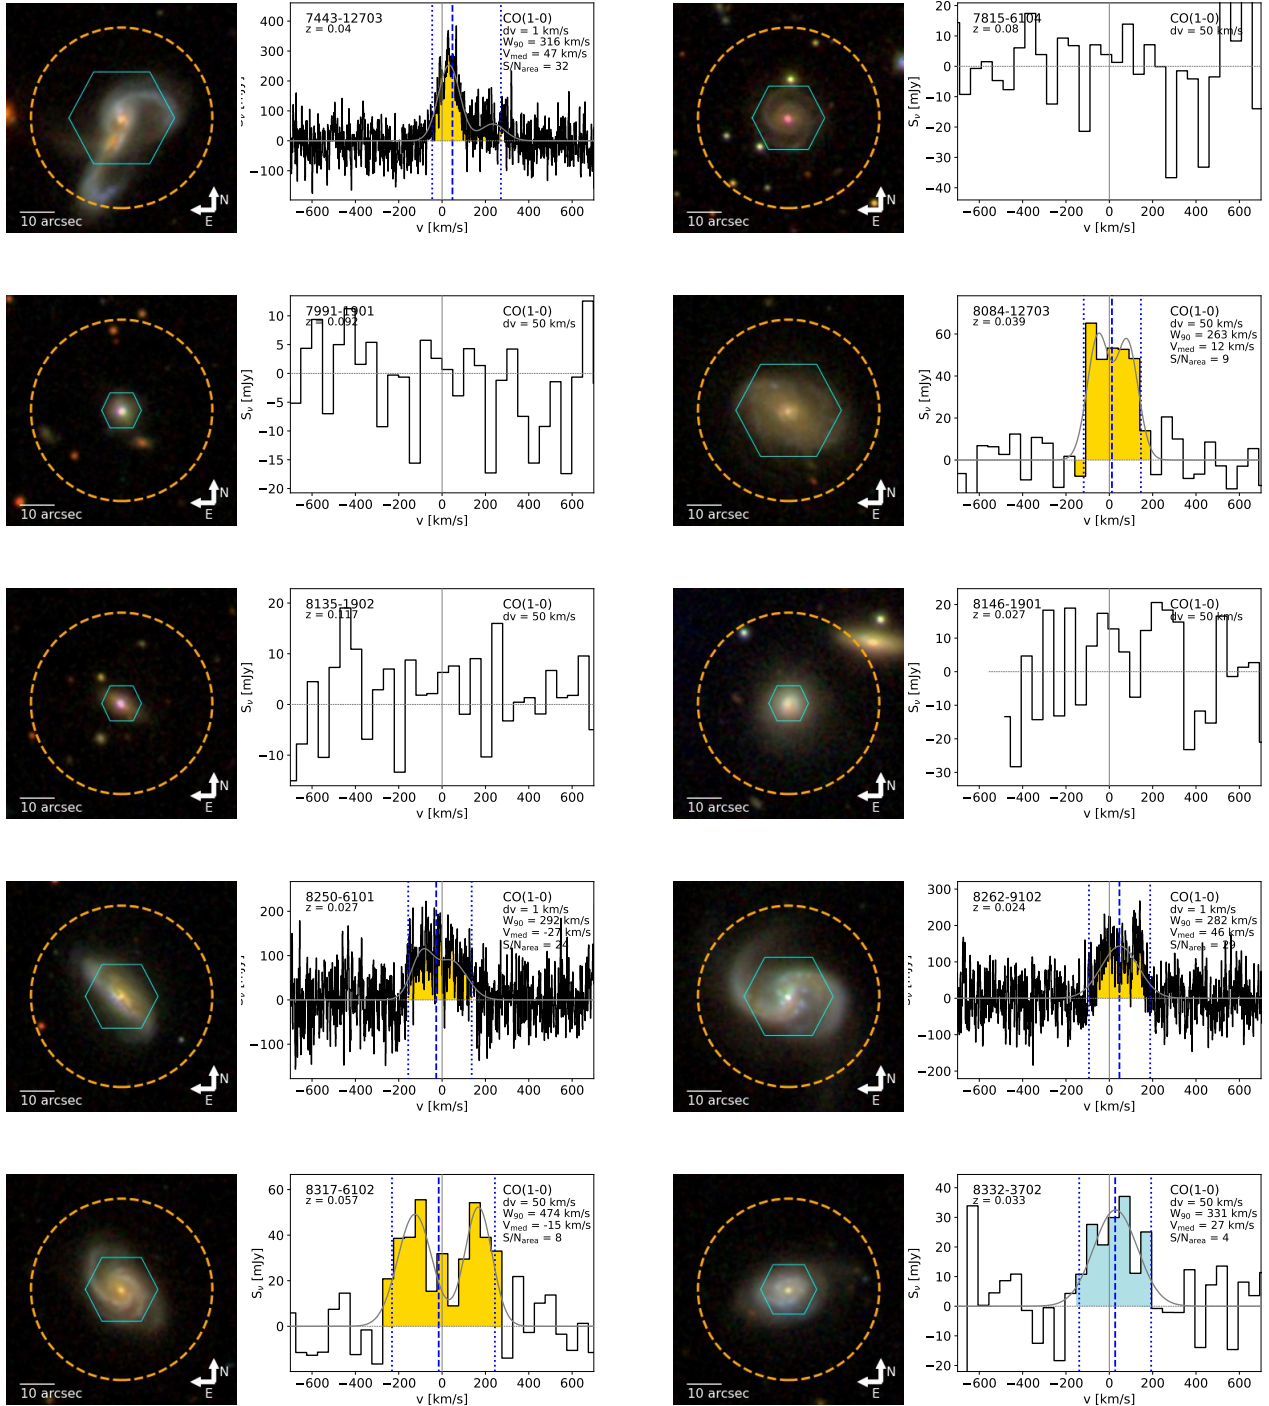 7443-12703
z = 0.04
CO(1-0)
dv = 1 km/s
W90 = 316 km/s
Vmed = 47 km/s
S/Narea = 32
400
300
200
100
0
−100
−600 −400 −200 0 200 400 600
v [km/s]
10 arcsec
N
E
7815-6104
z = 0.08
CO(1-0)
dv = 50 km/s
20
10
0
−10
−20
−30
−40
Sν [mJy]
−600 −400 −200 0 200 400 600
v [km/s]
10 arcsec
N
E
7991-1901
z = 0.092
CO(1-0)
dv = 50 km/s
10
5
0
−5
−10
−15
−20
Sν [mJy]
−600 −400 −200 0 200 400 600
v [km/s]
10 arcsec
N
E
8084-12703
z = 0.039
CO(1-0)
dv = 50 km/s
W90 = 263 km/s
Vmed = 12 km/s
S/Narea = 9
60
40
20
0
Sν [mJy]
−600 −400 −200 0 200 400 600
v [km/s]
10 arcsec
N
E
8135-1902
z = 0.117
CO(1-0)
dv = 50 km/s
20
10
0
−10
Sν [mJy]
−600 −400 −200 0 200 400 600
v [km/s]
10 arcsec
N
E
8146-1901
z = 0.027
CO(1-0)
dv = 50 km/s
20
10
0
−10
−20
−30
Sν [mJy]
−600 −400 −200 0 200 400 600
v [km/s]
10 arcsec
N
E
8250-6101
z = 0.027
CO(1-0)
dv = 1 km/s
W90 = 292 km/s
Vmed = -27 km/s
S/Narea = 24
200
100
0
−100
−600 −400 −200 0 200 400 600
v [km/s]
10 arcsec
N
E
8262-9102
z = 0.024
CO(1-0)
dv = 1 km/s
W90 = 282 km/s
Vmed = 46 km/s
S/Narea = 29
300
200
100
0
−100
−200
−600 −400 −200 0 200 400 600
v [km/s]
10 arcsec
N
E
8317-6102
z = 0.057
CO(1-0)
dv = 50 km/s
W90 = 474 km/s
Vmed = -15 km/s
S/Narea = 8
60
40
20
0
Sν [mJy]
−600 −400 −200 0 200 400 600
v [km/s]
10 arcsec
N
E
8332-3702
z = 0.033
CO(1-0)
dv = 50 km/s
W90 = 331 km/s
Vmed = 27 km/s
S/Narea = 4
40
30
20
10
0
−10
−20
Sν [mJy]
−600 −400 −200 0 200 400 600
v [km/s]
10 arcsec
N
E